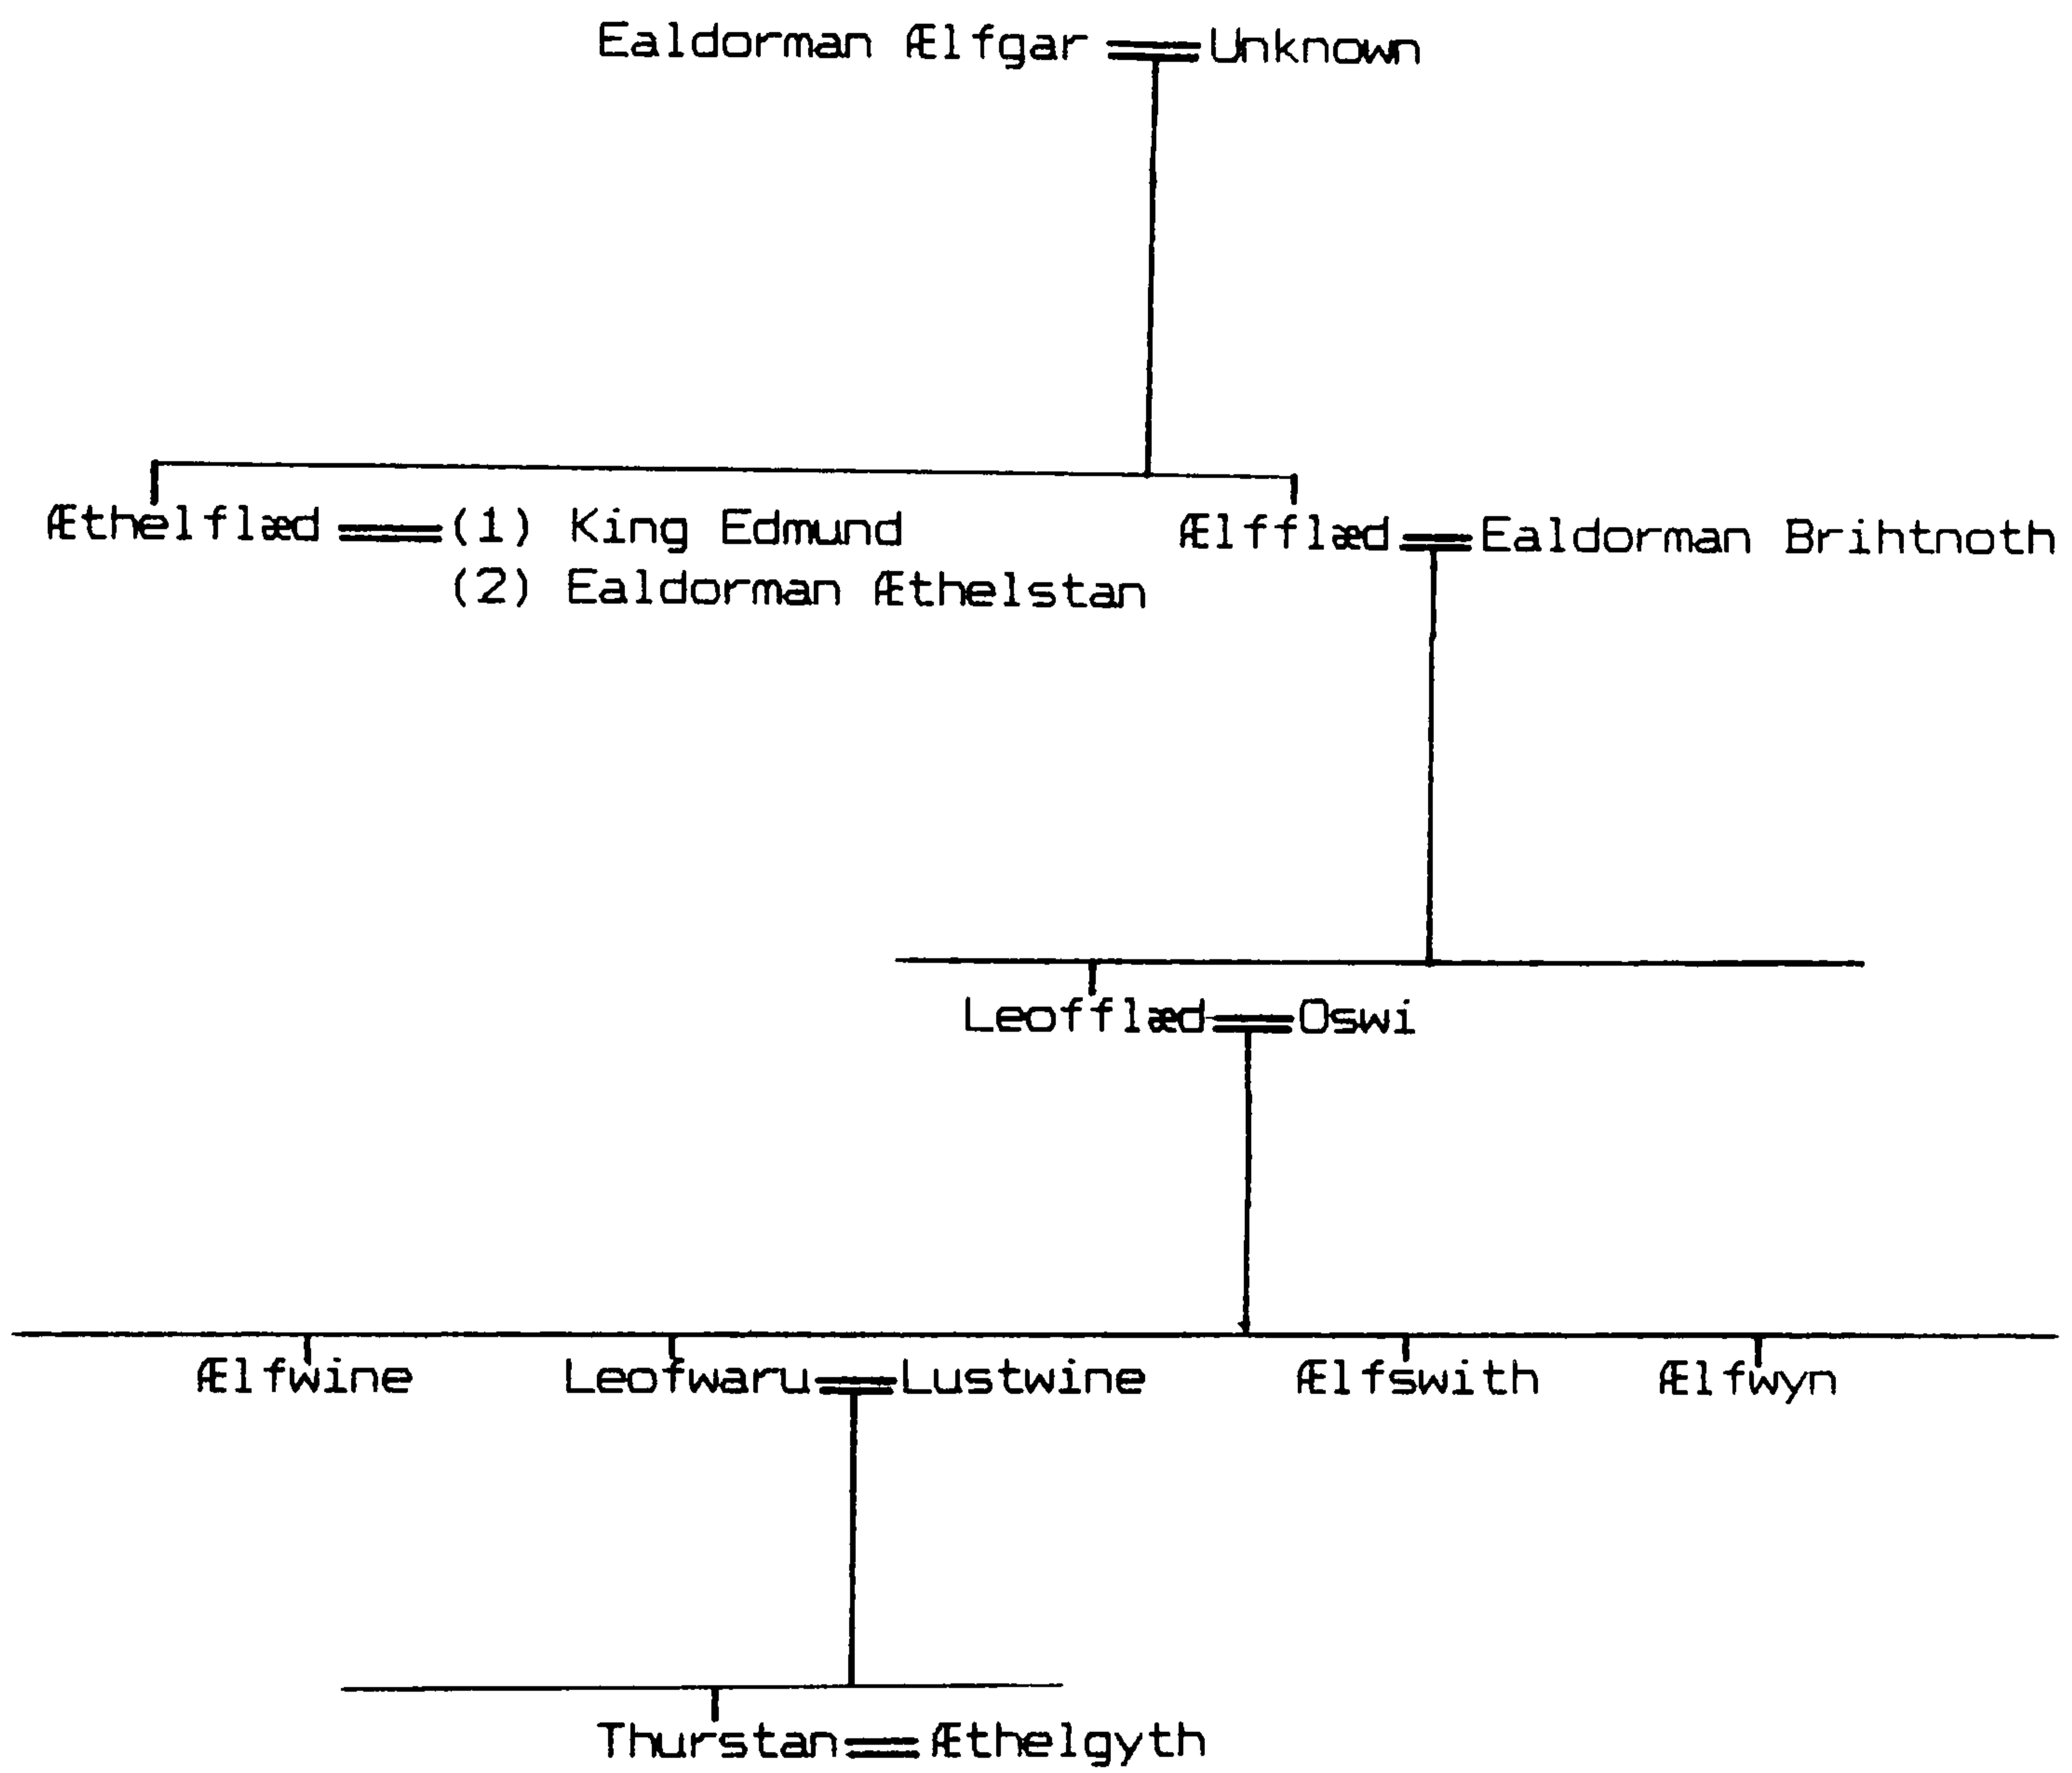 Ealdorman Ælfgar Unknown
Æthelflæd (1) King Edmund Ælfflæd Ealdorman Brihtnoth
(2) Ealdorman Æthelstan
Leofflæd Oswi
Ælfwine Leofwaru Lustwine Ælfswith Ælfwyn
Thurstan Æthelgyth